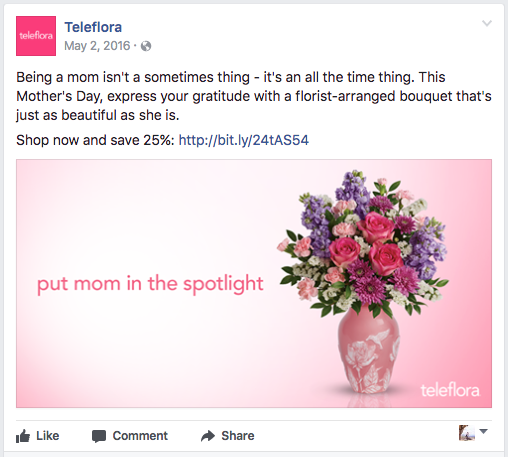 teleflora
Teleflora
May 2, 2016 ·
Being a mom isn't a sometimes thing - it's an all the time thing. This
Mother's Day, express your gratitude with a florist-arranged bouquet that's
just as beautiful as she is.
Shop now and save 25%: http://bit.ly/24tAS54
put mom in the spotlight
teleflora
Like
Comment
Share